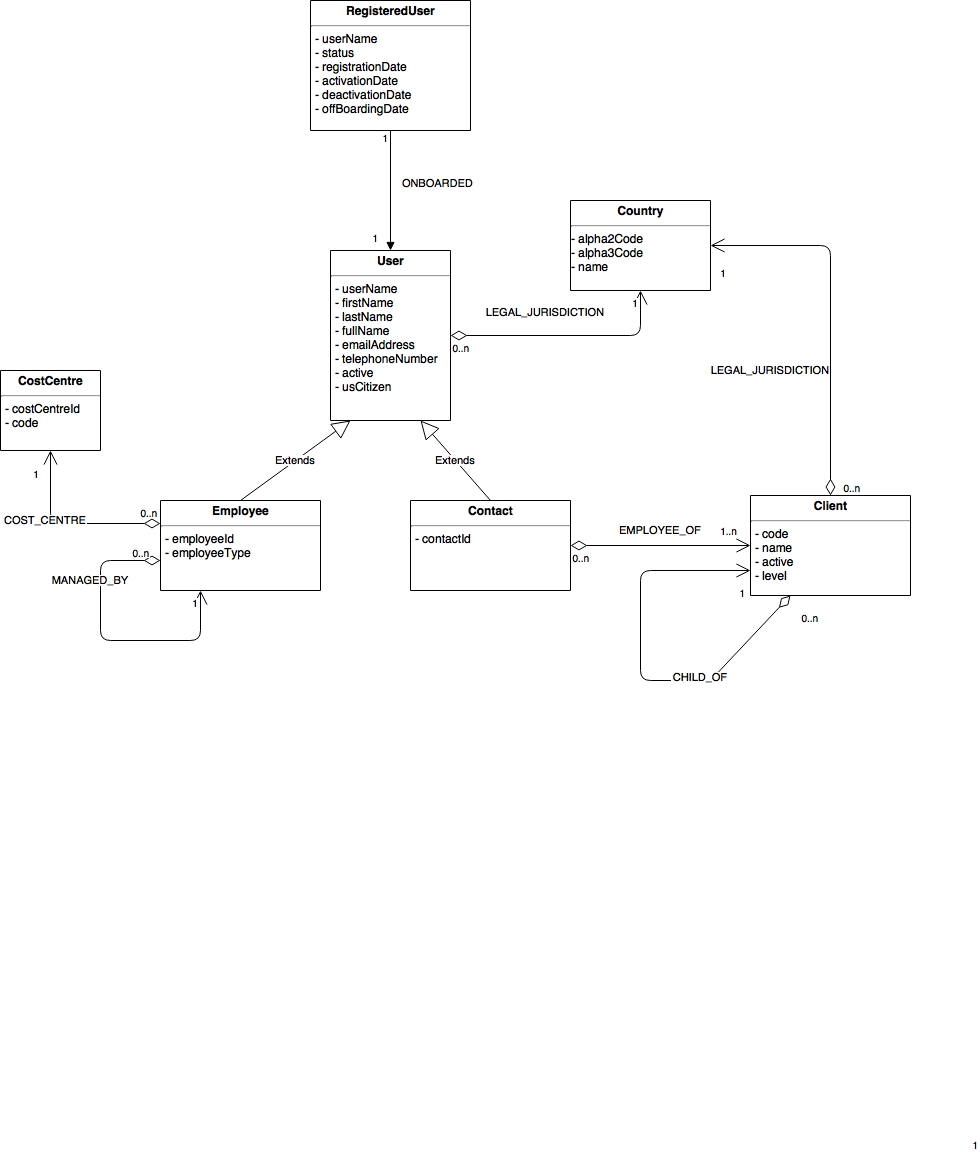 RegisteredUser
- userName
- status
- registrationDate
- activationDate
- deactivationDate
- offBoardingDate
1
ONBOARDED
1
User
- userName
- firstName
- lastName
- fullName
- emailAddress
- telephoneNumber
- active
- usCitizen
Country
- alpha2Code
- alpha3Code
- name
1
1
LEGAL_JURISDICTION
0..n
LEGAL_JURISDICTION
0..n
CostCentre
- costCentreId
- code
1
COST_CENTRE
0..n
Extends
Extends
Employee
- employeeId
- employeeType
0..n
MANAGED_BY
1
Contact
- contactId
EMPLOYEE_OF
1..n
0..n
Client
- code
- name
- active
- level
1
0..n
CHILD_OF
1